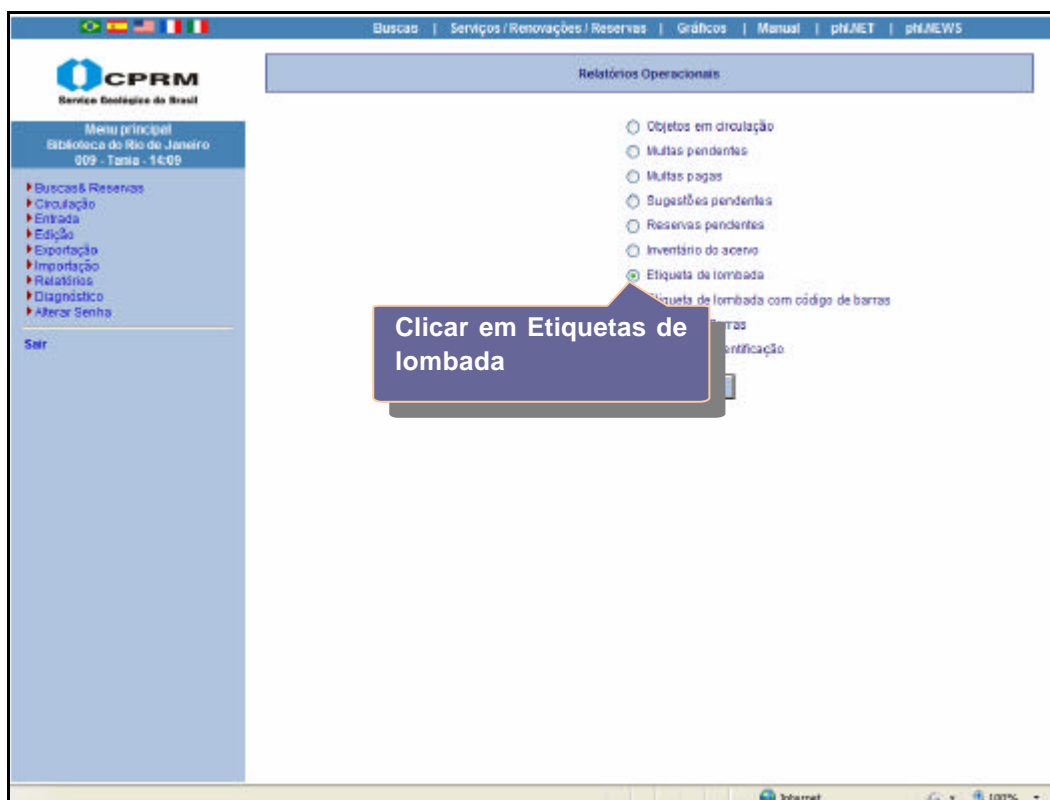 Buscas | Serviços / Renovações / Reservas | Gráficos | Manual | phl.NET | phl.NEWS
CPRM
Serviço Geológico do Brasil
Relatórios Operacionais
Menu principal
Biblioteca do Rio de Janeiro
009 - Tania - 14:09
Buscas& Reservas
Circulação
Entrada
Edição
Exportação
Importação
Relatórios
Diagnóstico
Alterar Senha
Sair
Objetos em circulação
Multas pendentes
Multas pagas
Sugestões pendentes
Reservas pendentes
Inventário do acervo
Etiqueta de lombada
Etiqueta de lombada com código de barras
Clicar em Etiquetas de
lombada
Internet
100%